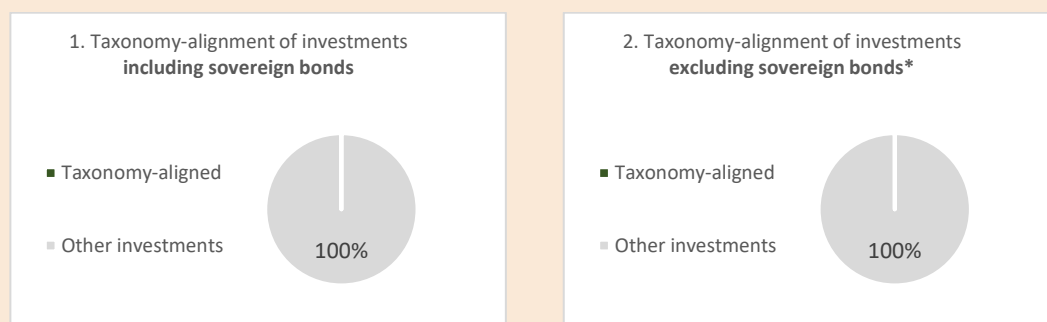 1. Taxonomy-alignment of investments
including sovereign bonds
Taxonomy-aligned
Other investments
100%
2. Taxonomy-alignment of investments
excluding sovereign bonds*
Taxonomy-aligned
Other investments
100%